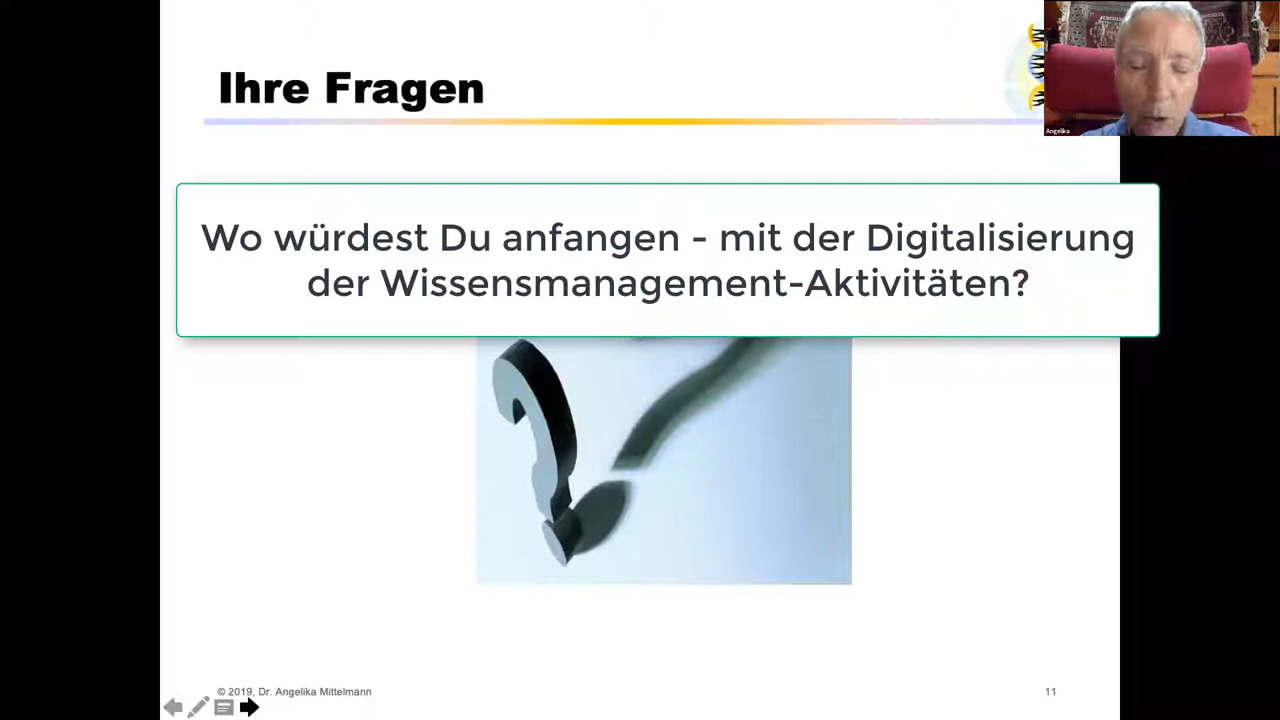 Ihre Fragen
Angelika
Wo würdest Du anfangen - mit der Digitalisierung
der Wissensmanagement-Aktivitäten?
© 2019, Dr. Angelika Mittelmann
11